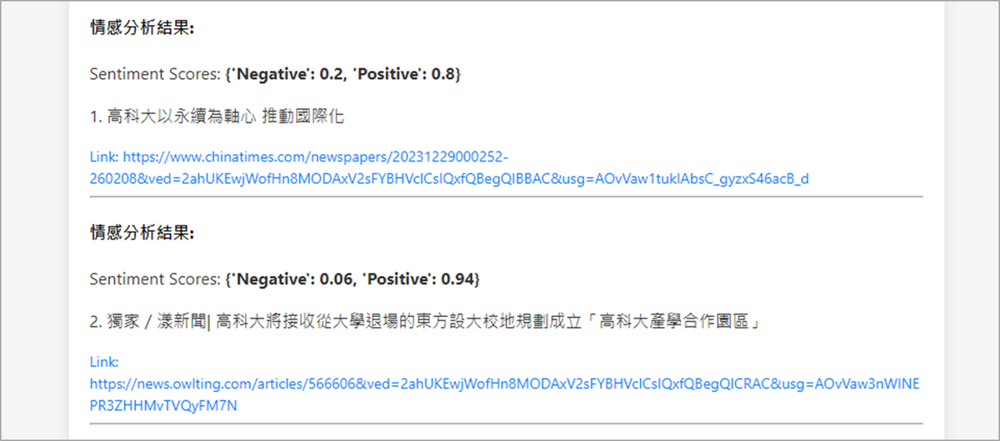 情感分析結果:
Sentiment Scores: {'Negative': 0.2, 'Positive': 0.8}
1. 高科大以永續為軸心 推動國際化
Link: https://www.chinatimes.com/newspapers/20231229000252-
260208&ved=2ahUKEwjWofHn8MODAxV2sFYBHVcICsIQxfQBegQIBBAC&usg=AOvVaw1tuklAbsC_gyzxS46acB_d
情感分析結果:
Sentiment Scores: {'Negative': 0.06, 'Positive': 0.94}
2. 獨家 / 漾新聞| 高科大將接收從大學退場的東方設大校地規劃成立「高科大產學合作園區」
Link:
https://news.owlting.com/articles/566606&ved=2ahUKEwjWofHn8MODAxV2sFYBHVcICsIQxfQBegQICRAC&usg=AOvVaw3nWINE
PR3ZHHMvTVQyFM7N